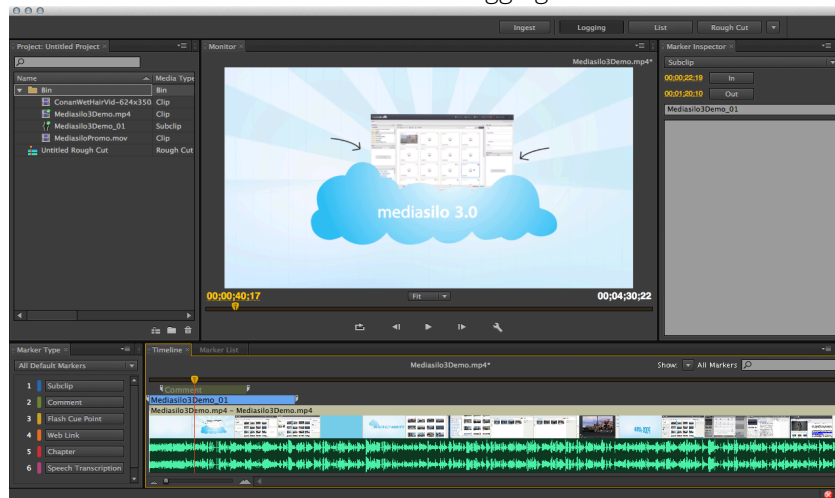 gging
Ingest Logging List Rough Cut
Project: Untitled Project
Monitor
Marker Inspector
Mediasilo3Demo.mp4*
Subclip
00;00;22;19 In
00;01;20;10 Out
Mediasilo3Demo_01
Name Media Type
Bin Bin
ConanWetHairVid-624x350 Clip
Mediasilo3Demo.mp4 Clip
Mediasilo3Demo_01 Subclip
MediasiloPromo.mov Clip
Untitled Rough Cut Rough Cut
mediasilo 3.0
00;00;40;17 Fit 00;04;30;22
Marker Type
All Default Markers
1 Subclip
2 Comment
3 Flash Cue Point
4 Web Link
5 Chapter
6 Speech Transcription
Timeline Marker List
Mediasilo3Demo.mp4* Show: All Markers
Comment
Mediasilo3Demo_01
Mediasilo3Demo.mp4 - Mediasilo3Demo.mp4